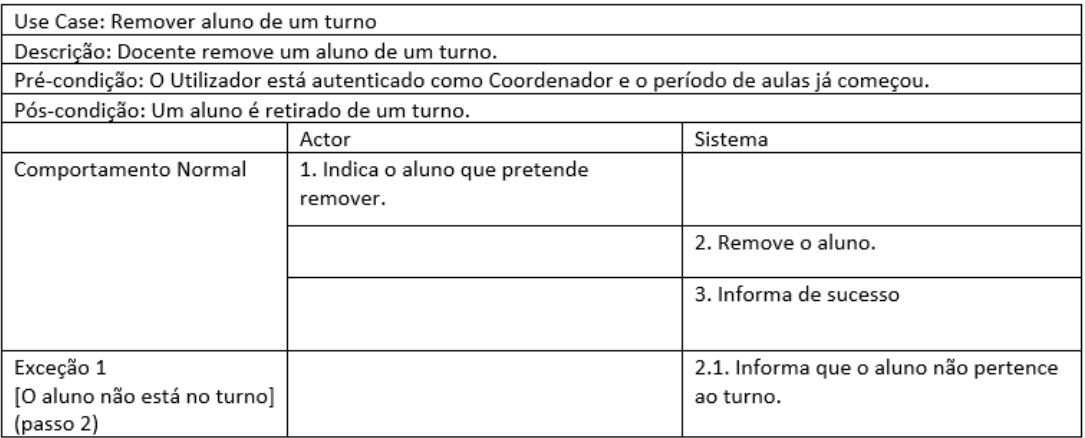 Use Case: Remover aluno de um turno
Descrição: Docente remove um aluno de um turno.
Pré-condição: O Utilizador está autenticado como Coordenador e o período de aulas já começou.
Pós-condição: Um aluno é retirado de um turno.
Actor
Sistema
Comportamento Normal
1. Indica o aluno que pretende
remover.
2. Remove o aluno.
3. Informa de sucesso
Exceção 1
[O aluno não está no turno]
(passo 2)
2.1. Informa que o aluno não pertence
ao turno.